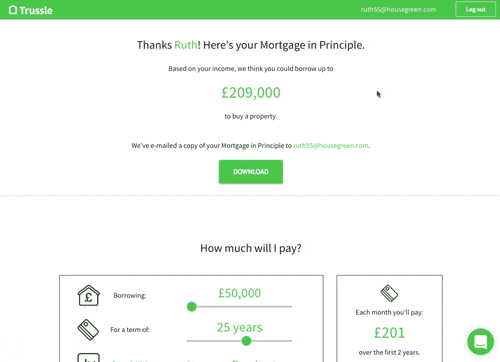 Trussle
ruth55@housegreen.com
Log out
Thanks Ruth! Here's your Mortgage in Principle.
Based on your income, we think you could borrow up to
£209,000
to buy a property.
We've e-mailed a copy of your Mortgage in Principle to ruth55@housegreen.com.
DOWNLOAD
How much will I pay?
Borrowing:
£50,000
For a term of:
25 years
Each month you'll pay:
£201
over the first 2 years.